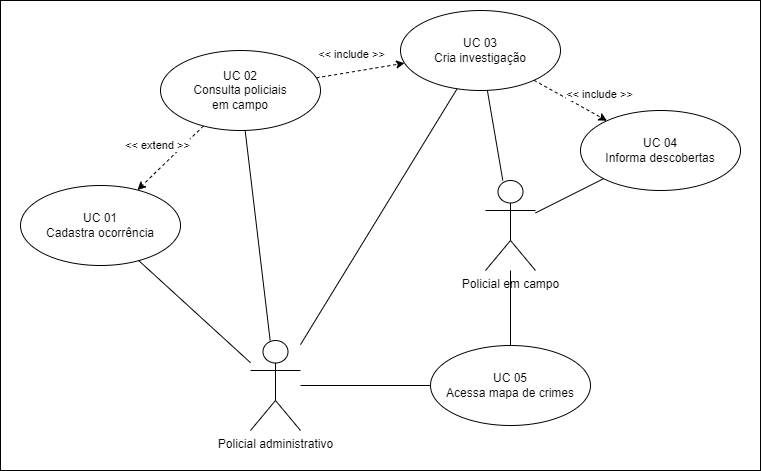 UC 03
Cria investigação
<< include >>
UC 02
Consulta policiais
em campo
<< include >>
UC 04
Informa descobertas
<< extend >>
UC 01
Cadastra ocorrência
Policial em campo
UC 05
Acessa mapa de crimes
Policial administrativo